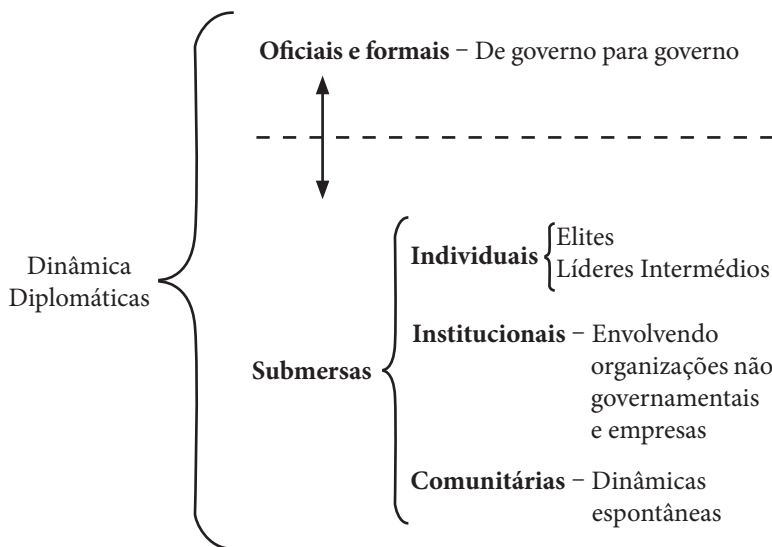 Oficiais e formais – De governo para governo
Dinâmica
Diplomáticas
Submersas
Individuais
Elites
Líderes Intermédios
Institucionais – Envolvendo
organizações não
governamentais
e empresas
Comunitárias – Dinâmicas
espontâneas